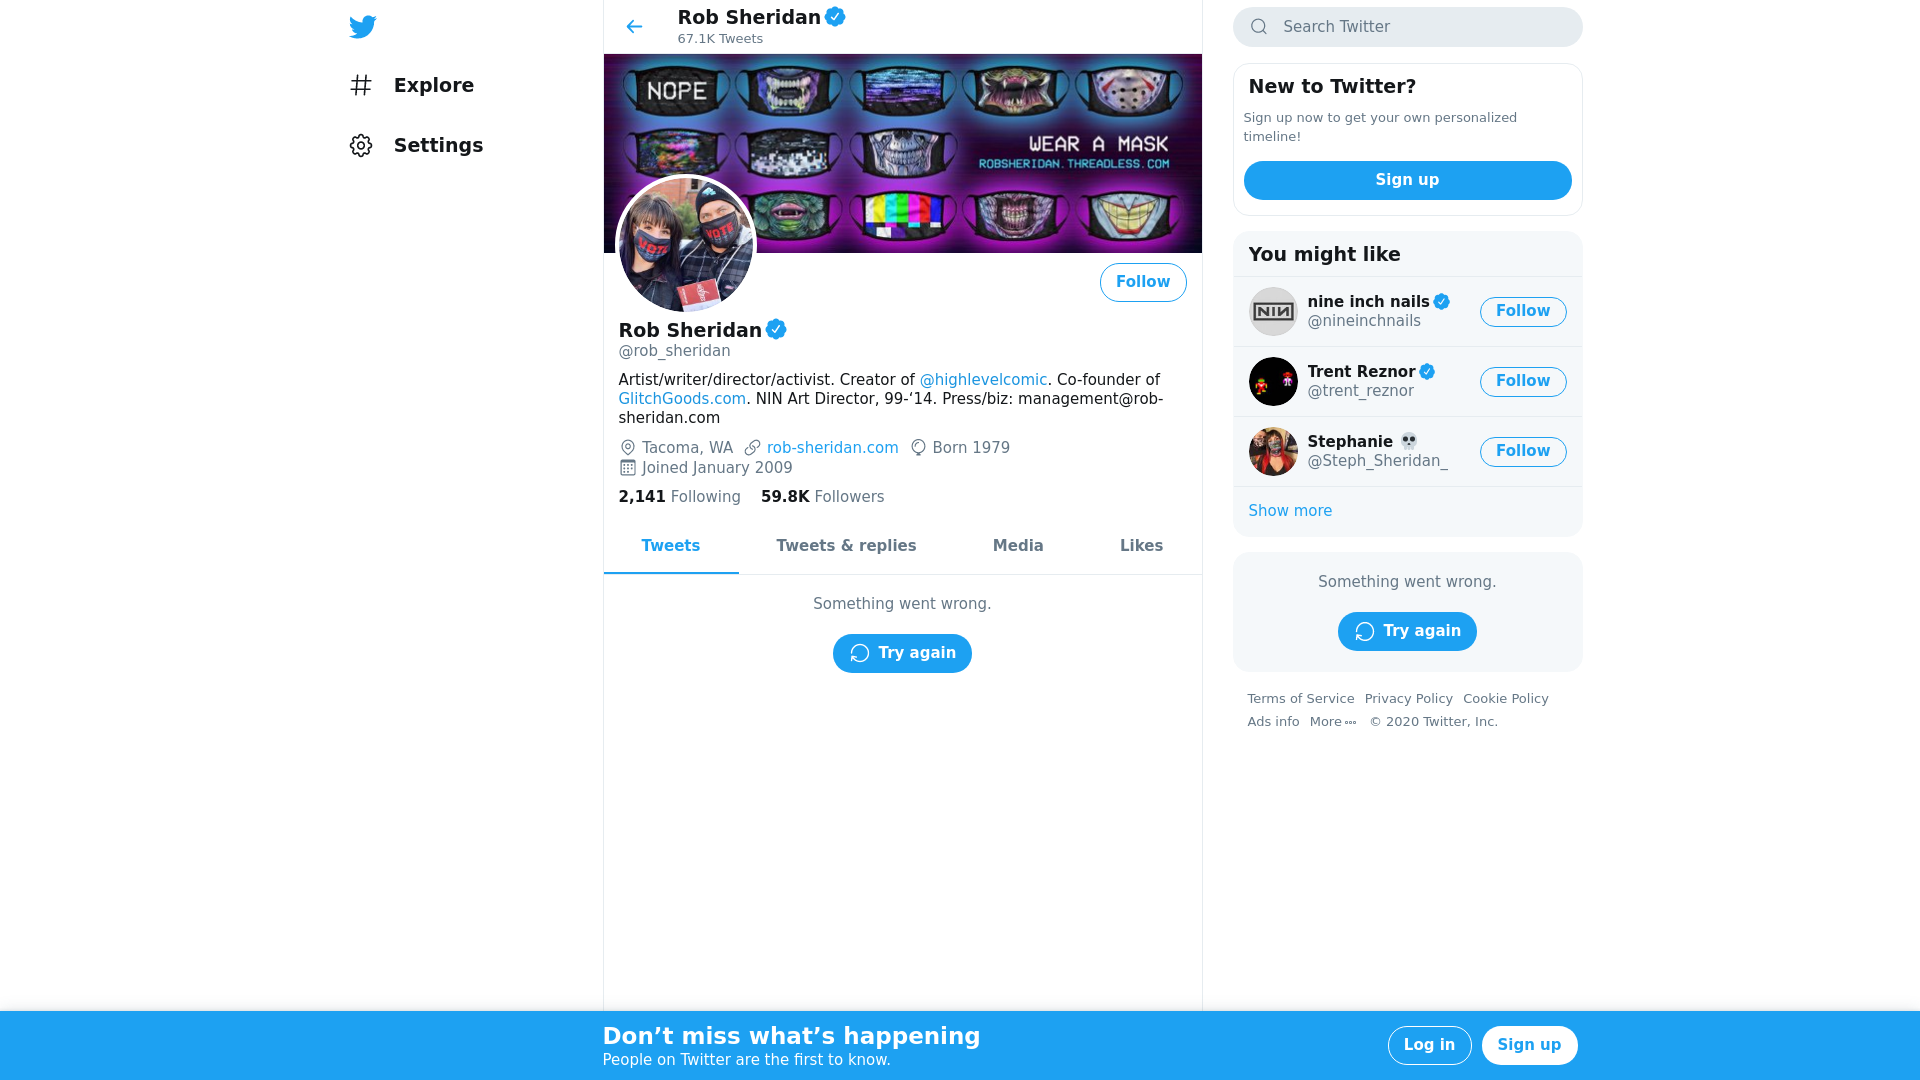 Explore
Settings
Rob Sheridan
67.1K Tweets
NOPE
WEAR A MASK
ROBSHERIDAN.THREADLESS.COM
VOTE
VOTE
Follow
Rob Sheridan
@rob_sheridan
Artist/writer/director/activist. Creator of @highlevelcomic. Co-founder of
GlitchGoods.com. NIN Art Director, 99-‘14. Press/biz: management@rob-
sheridan.com
Tacoma, WA rob-sheridan.com Born 1979
Joined January 2009
2,141 Following 59.8K Followers
Tweets Tweets & replies Media Likes
Something went wrong.
Try again
Search Twitter
New to Twitter?
Sign up now to get your own personalized
timeline!
Sign up
You might like
NIN
nine inch nails
@nineinchnails
Follow
Trent Reznor
@trent_reznor
Follow
Stephanie 💀
@Steph_Sheridan_
Follow
Show more
Something went wrong.
Try again
Terms of Service Privacy Policy Cookie Policy
Ads info More © 2020 Twitter, Inc.
Don’t miss what’s happening
People on Twitter are the first to know.
Log in
Sign up